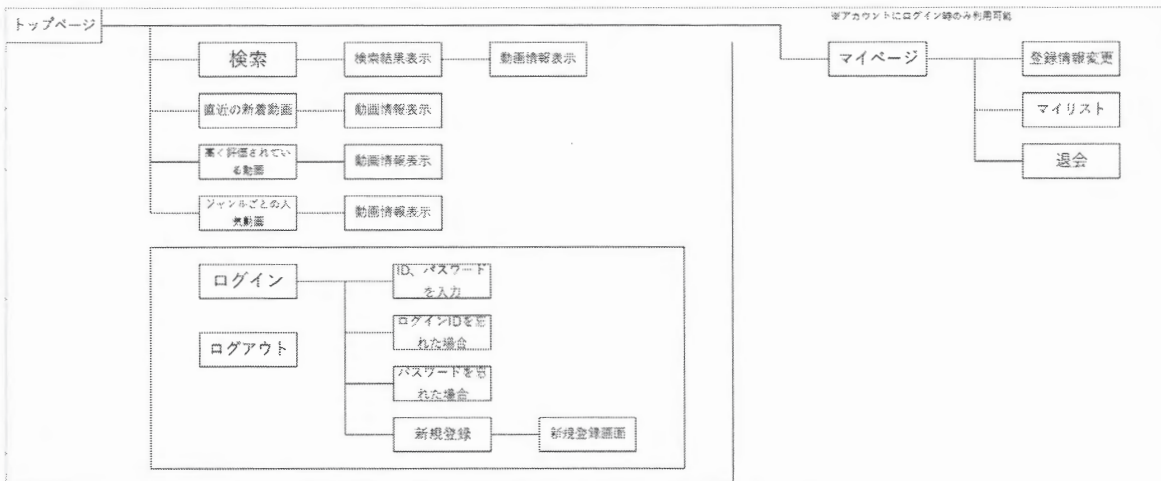 トップページ
※アカウントにログイン時のみ利用可能
検索
検索結果表示
動画情報表示
マイページ
登録情報変更
直近の新着動画
動画情報表示
マイリスト
高く評価されてい
る動画
動画情報表示
退会
ジャンルごとの人
気動画
動画情報表示
ログイン
ID、パスワード
を入力
ログインIDを忘
れた場合
ログアウト
パスワードを忘
れた場合
新規登録
新規登録画面